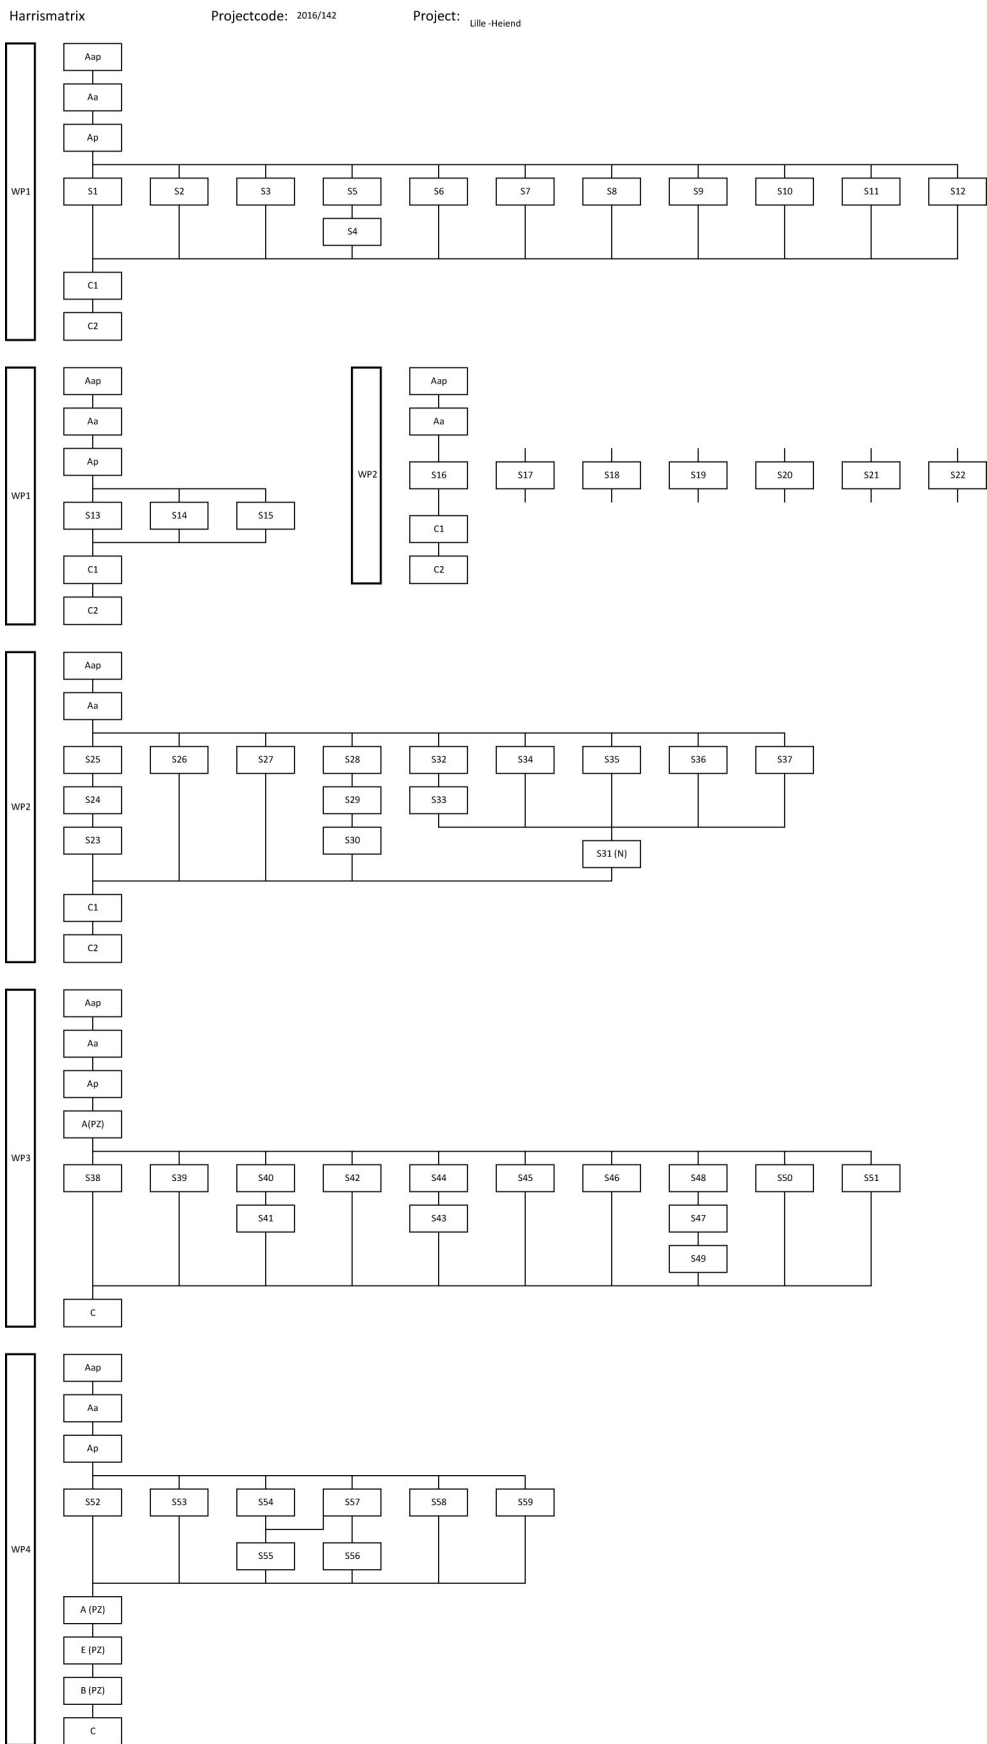 Harrismatrix Projectcode: 2016/142 Project: Lille -Heiend
Aap
Aa
Ap
WP1 S1 S2 S3 S5 S6 S7 S8 S9 S10 S11 S12
S4
C1
C2
Aap
Aa
Ap
WP1
S13 S14 S15
C1
C2
Aap
Aa
WP2 S16 S17 S18 S19 S20 S21 S22
C1
C2
Aap
Aa
S25 S26 S27 S28 S32 S34 S35 S36 S37
WP2 S24 S29 S33
S23 S30 S31 (N)
C1
C2
Aap
Aa
Ap
A(PZ)
WP3
S38 S39 S40 S42 S44 S45 S46 S48 S50 S51
S41 S43 S47
S49
C
Aap
Aa
Ap
S52 S53 S54 S57 S58 S59
WP4 S55 S56
A (PZ)
E (PZ)
B (PZ)
C